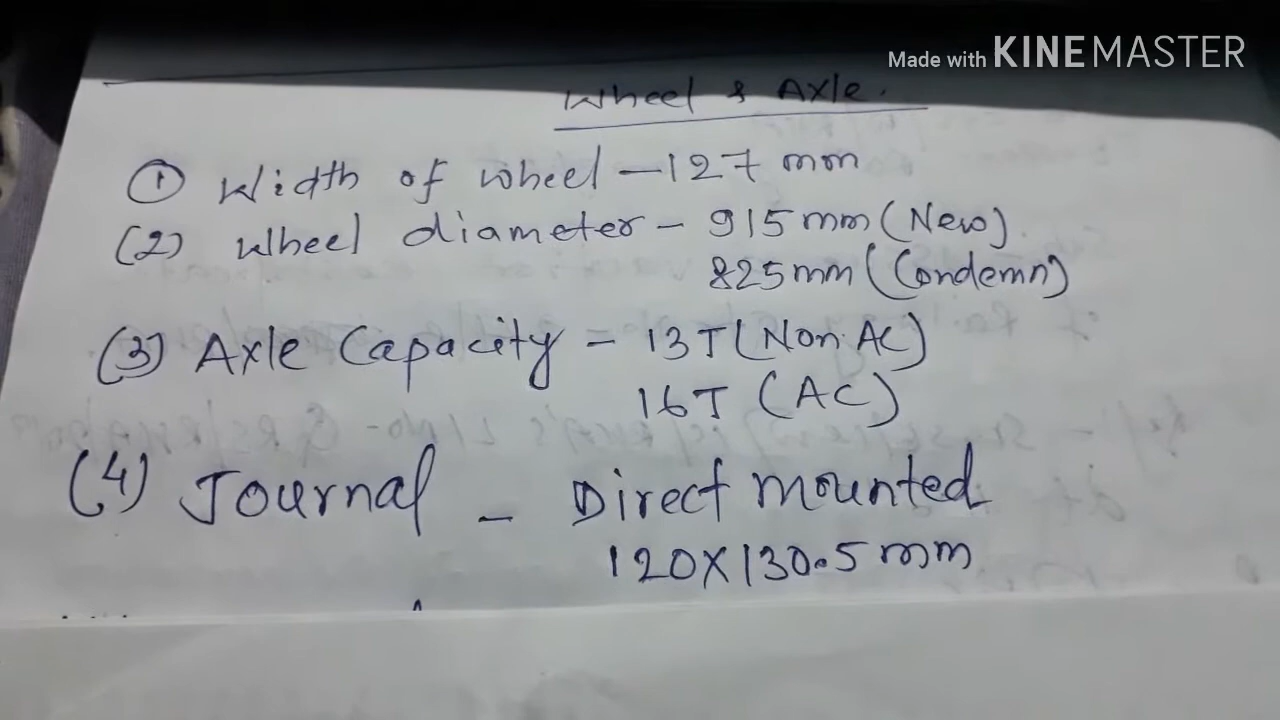 Made with KINEMASTER
Wheel & Axle.
① Width of wheel - 127 mm
(2) Wheel diameter - 915 mm (New)
825 mm (Condemn)
(3) Axle Capacity - 13T (Non AC)
16T (AC)
(4) Journal - Direct mounted
120X130.5 mm